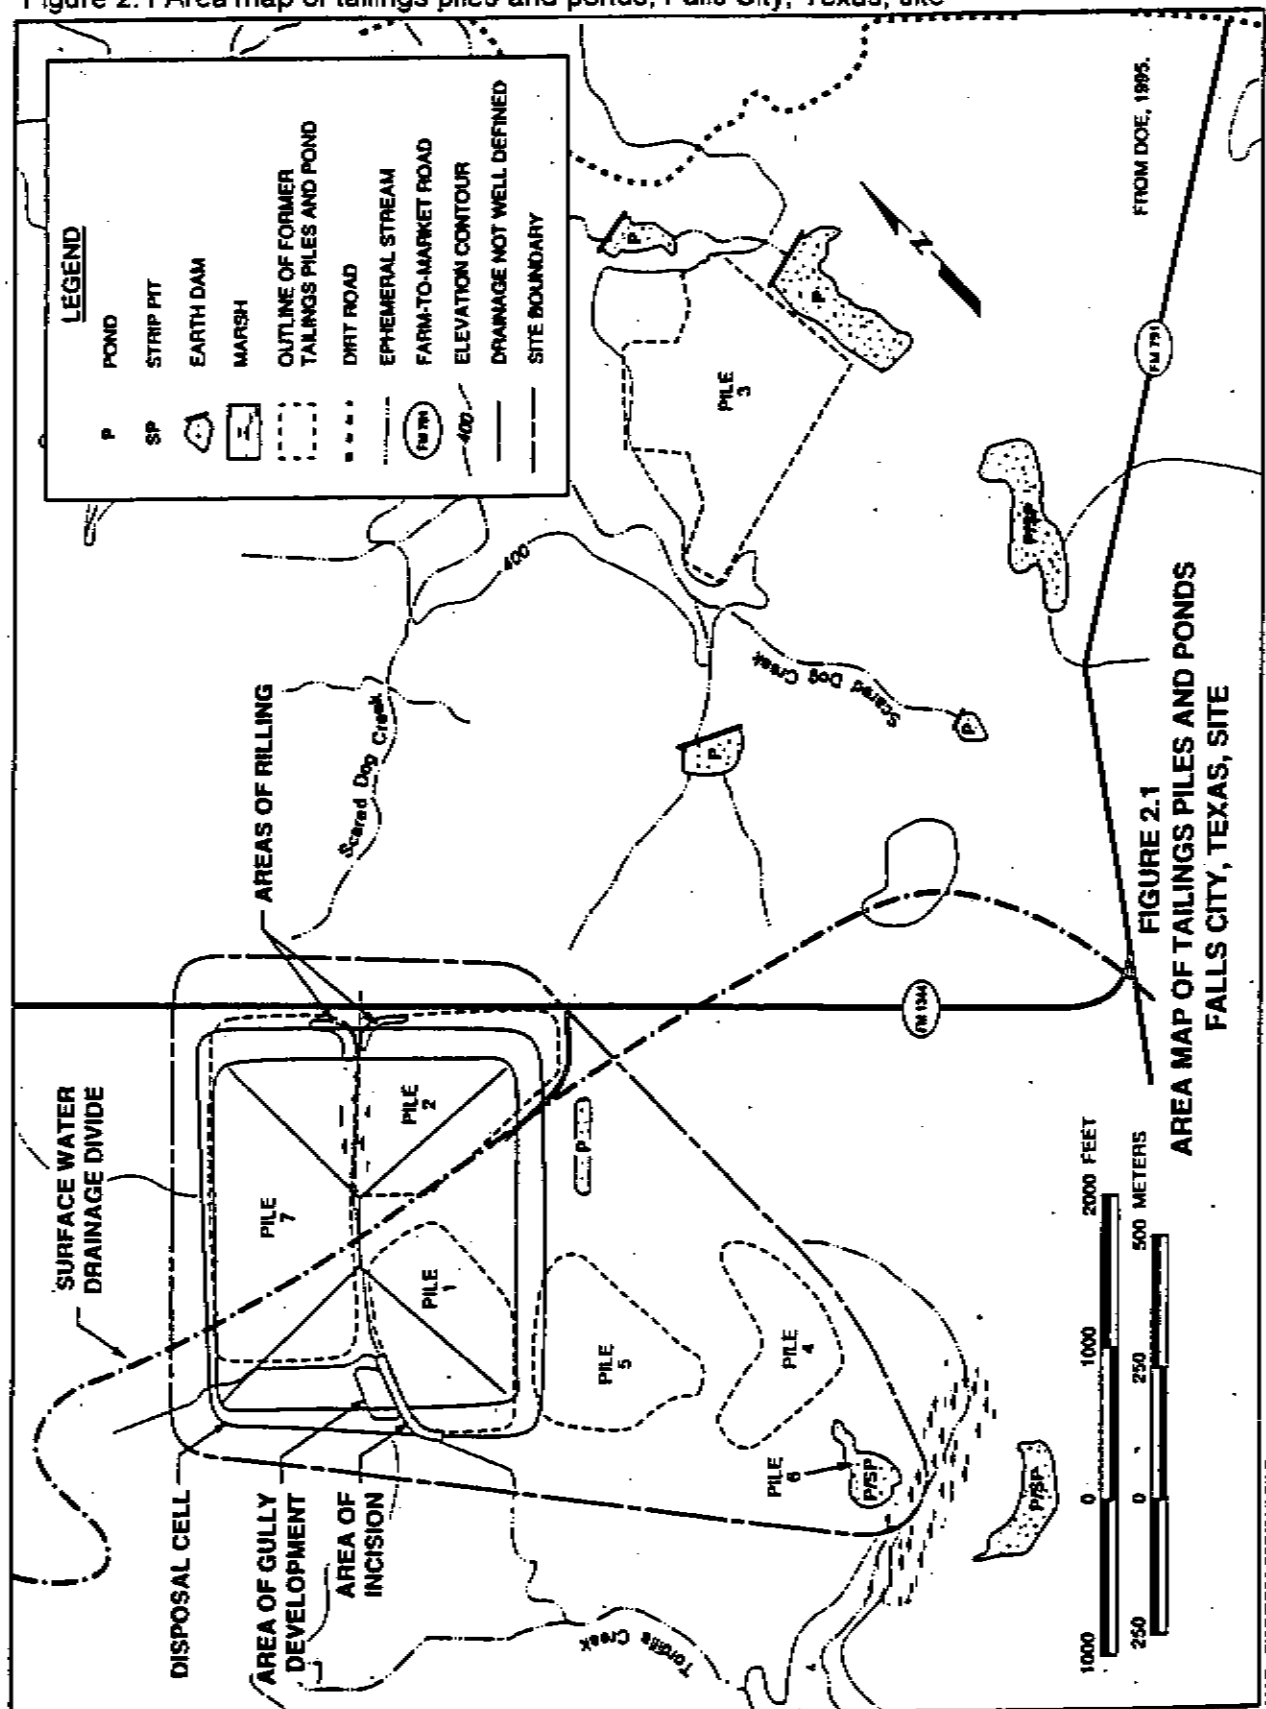 Figure 2.1 Area map of tailings piles and ponds, Falls City, Texas, site
LEGEND
P POND
SP STRIP PIT
EARTH DAM
MARSH
OUTLINE OF FORMER
TAILINGS PILES AND POND
DIRT ROAD
EPHEMERAL STREAM
FM 791 FARM-TO-MARKET ROAD
400 ELEVATION CONTOUR
DRAINAGE NOT WELL DEFINED
SITE BOUNDARY
SURFACE WATER
DRAINAGE DIVIDE
AREAS OF RILLING
Scared Dog Creek
400
P
P
PILE
3
N
DISPOSAL CELL
PILE
7
PILE
2
PILE
1
AREA OF GULLY
DEVELOPMENT
AREA OF
INCISION
P
PILE
5
PILE
4
PILE
6
P/SP
P
Scared Dog Creek
P
P/SP
FM 791
FM 1344
Tordilla Creek
P/SP
FROM DOE, 1995.
1000 0 1000 2000 FEET
250 0 250 500 METERS
FIGURE 2.1
AREA MAP OF TAILINGS PILES AND PONDS
FALLS CITY, TEXAS, SITE